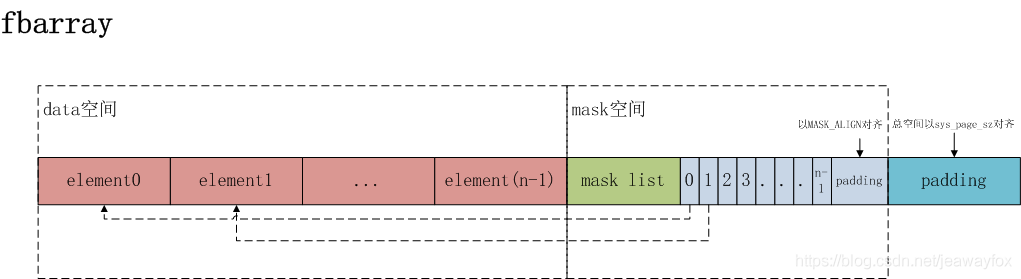 fbarray
data空间
mask空间
以MASK_ALIGN对齐
总空间以sys_page_sz对齐
element0 element1 ... element(n-1) mask list 0 1 2 3 . . . n-1 padding padding
https://blog.csdn.net/jeawayfox